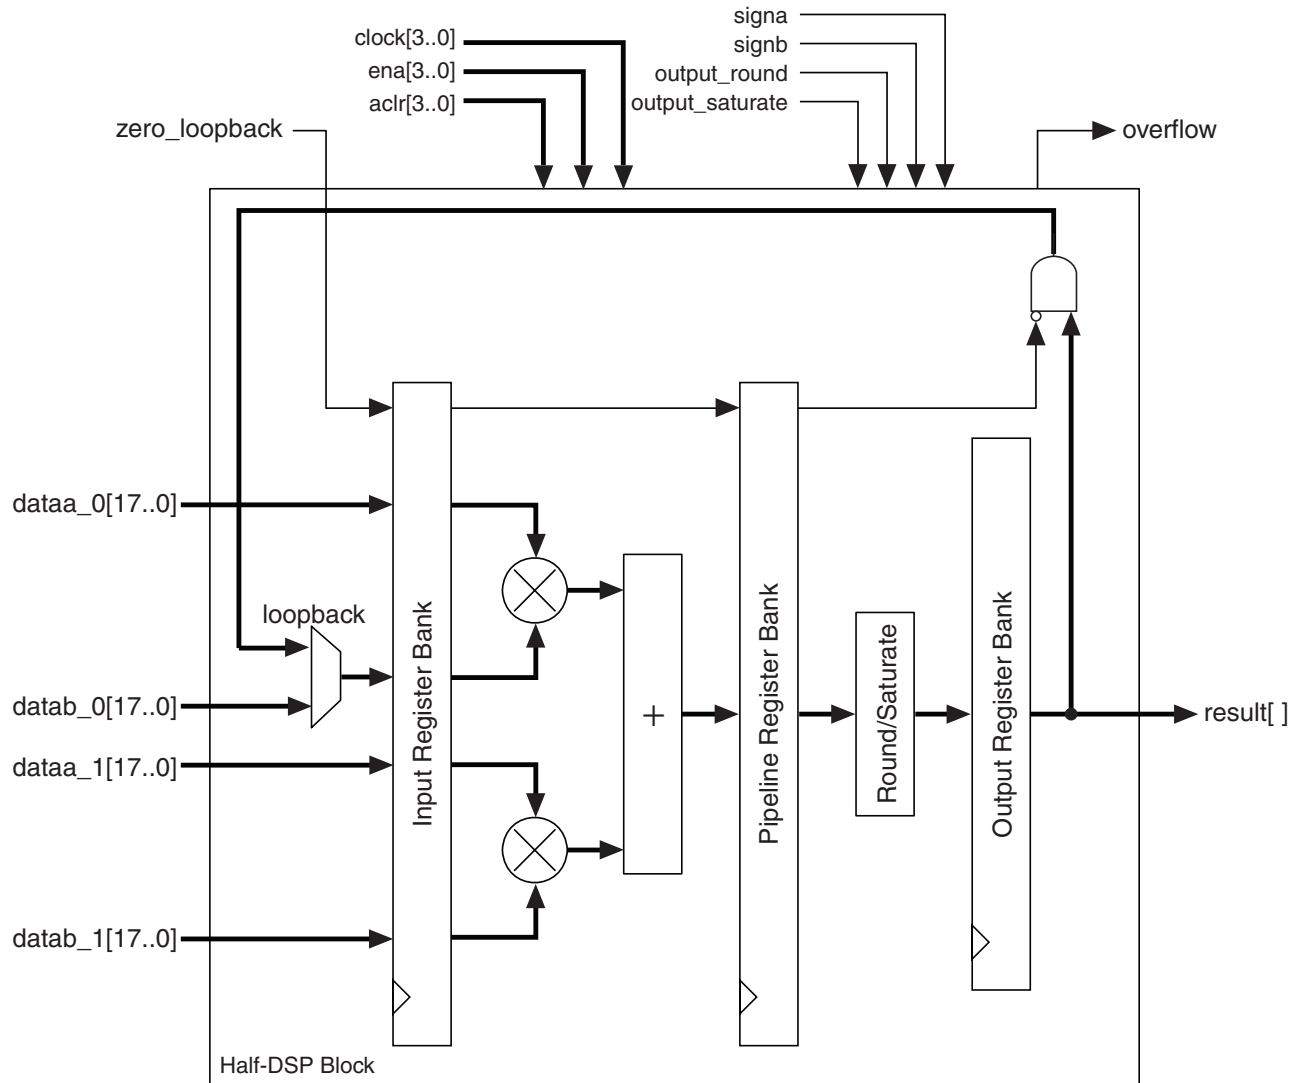 signa
clock[3..0]
signb
ena[3..0]
output_round
aclr[3..0]
output_saturate
zero_loopback
overflow
dataa_0[17..0]
loopback
datab_0[17..0]
result[ ]
dataa_1[17..0]
datab_1[17..0]
Input Register Bank
+
Pipeline Register Bank
Round/Saturate
Output Register Bank
Half-DSP Block